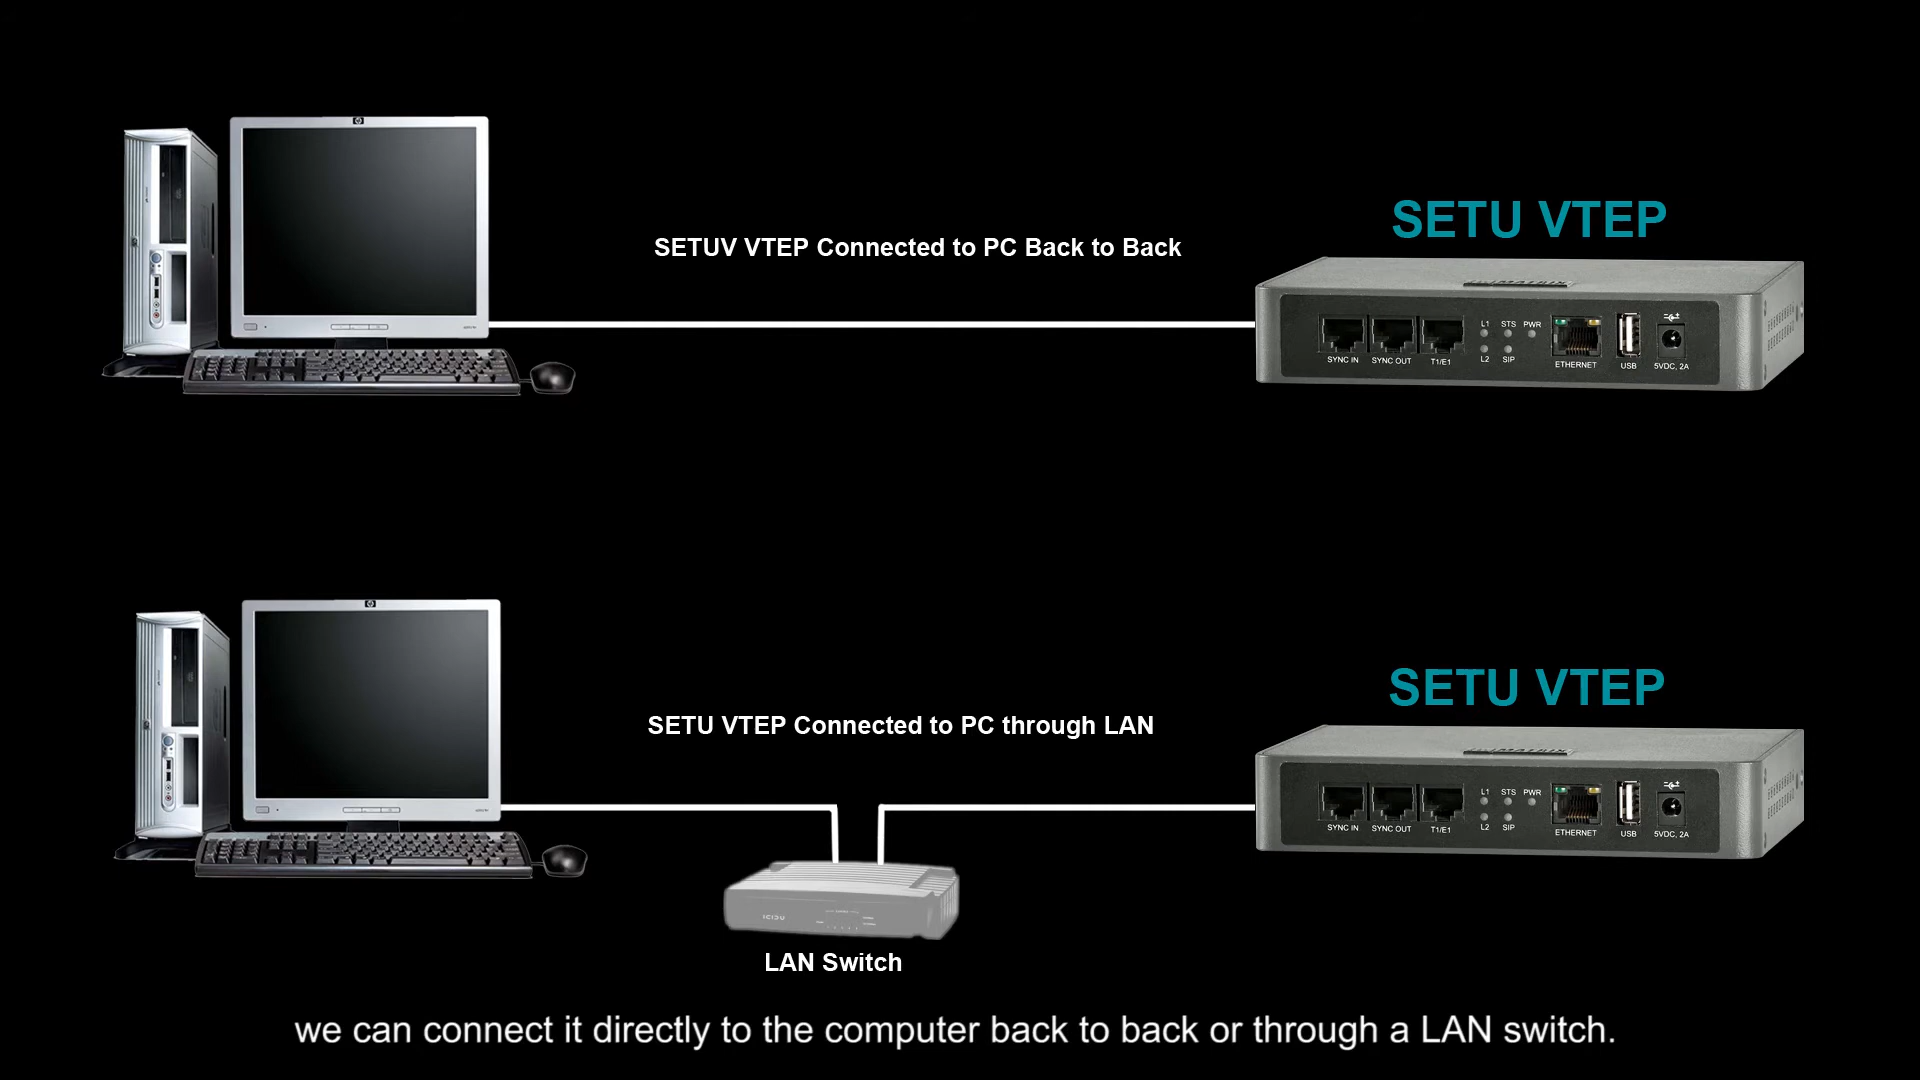 SETU VTEP
SETUV VTEP Connected to PC Back to Back
L1 STS PWR
L2 SIP
SYNC IN SYNC OUT T1/E1 ETHERNET USB 5VDC, 2A
SETU VTEP
SETU VTEP Connected to PC through LAN
L1 STS PWR
L2 SIP
SYNC IN SYNC OUT T1/E1 ETHERNET USB 5VDC, 2A
ICIDU
LAN Switch
we can connect it directly to the computer back to back or through a LAN switch.